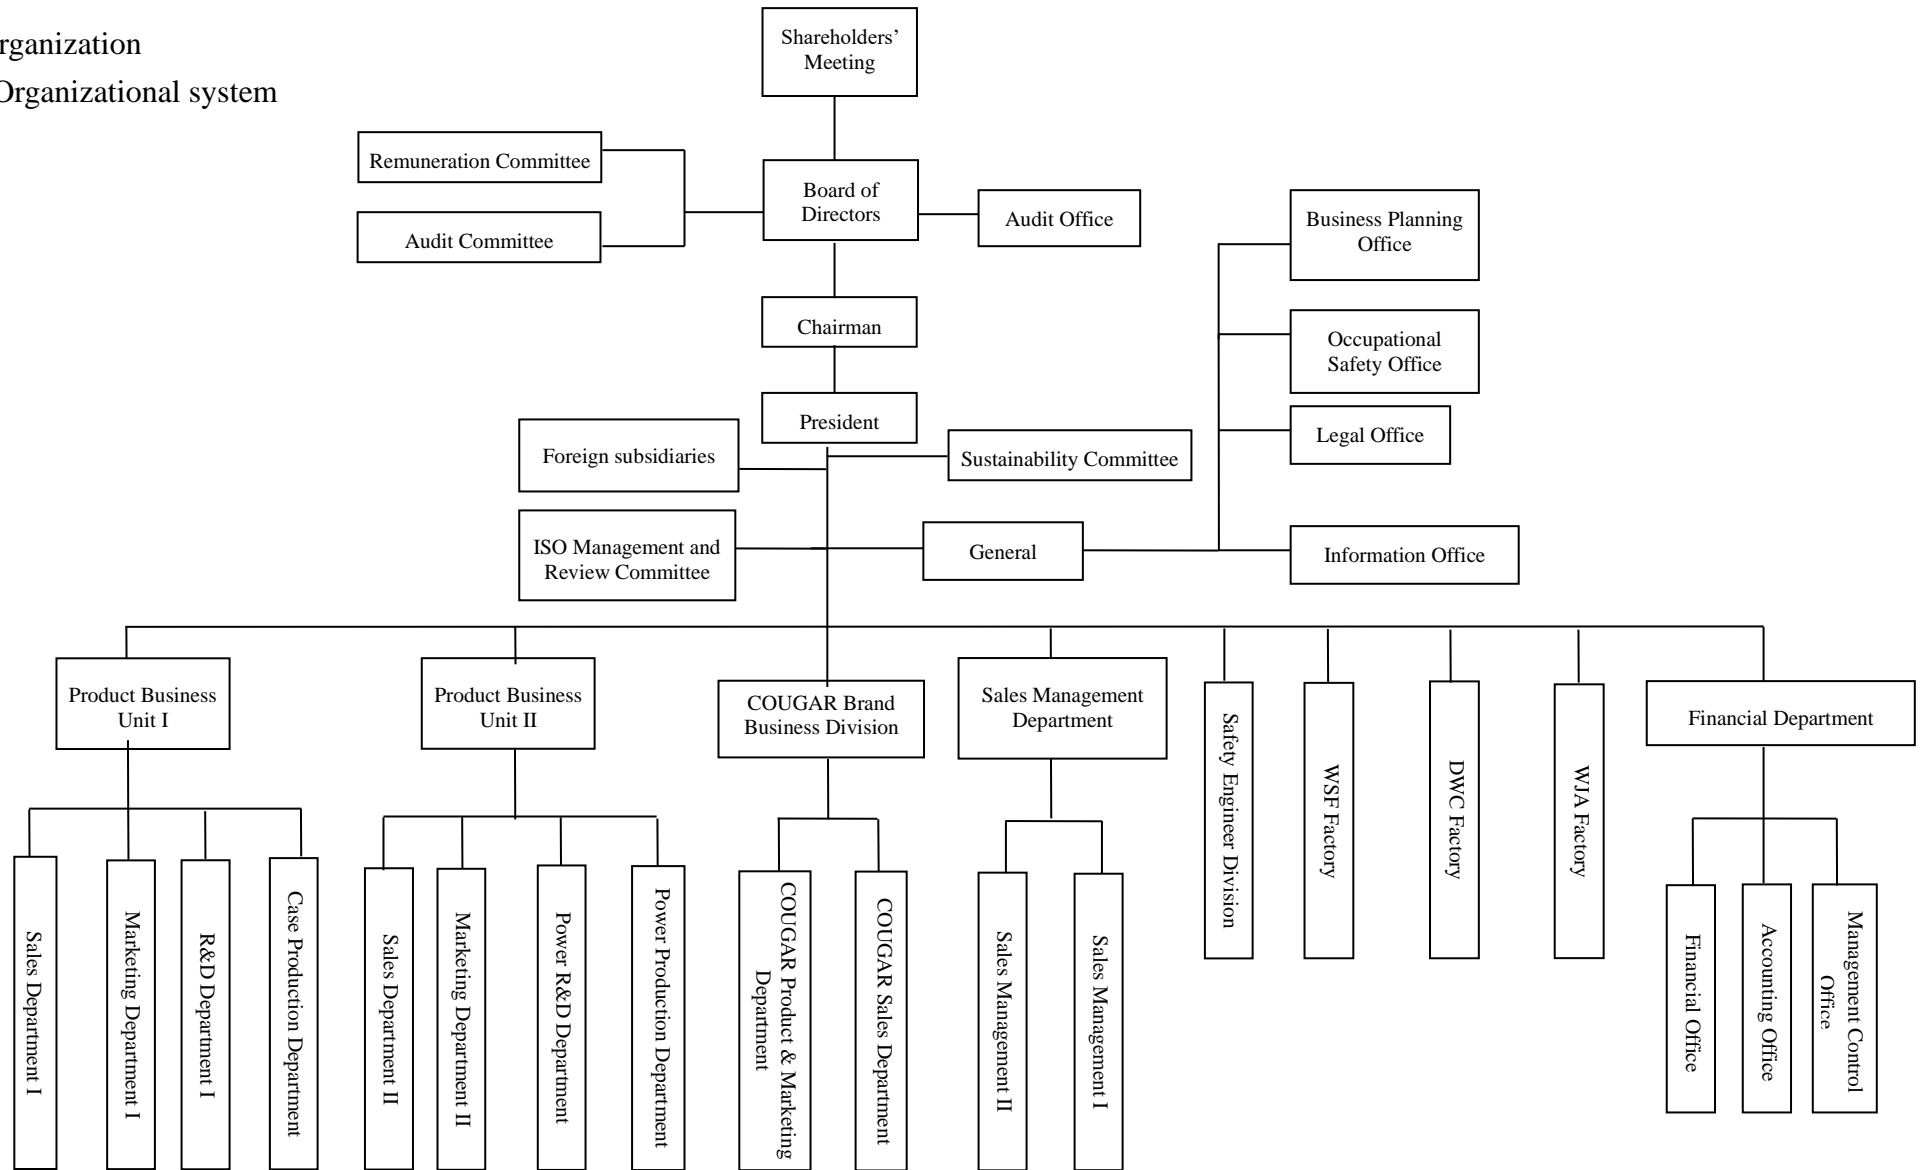 rganization
Organizational system
Shareholders’
Meeting
Remuneration Committee
Board of
Directors
Audit Committee
Audit Office
Business Planning
Office
Chairman
Occupational
Safety Office
President
Legal Office
Foreign subsidiaries
Sustainability Committee
ISO Management and
Review Committee
General
Information Office
Product Business
Unit I
Product Business
Unit II
COUGAR Brand
Business Division
Sales Management
Department
Safety Engineer Division
WSF Factory
DWC Factory
WJA Factory
Financial Department
Sales Department I
Marketing Department I
R&D Department I
Case Production Department
Sales Department II
Marketing Department II
Power R&D Department
Power Production Department
COUGAR Product & Marketing
Department
COUGAR Sales Department
Sales Management II
Sales Management I
Financial Office
Accounting Office
Management Control
Office